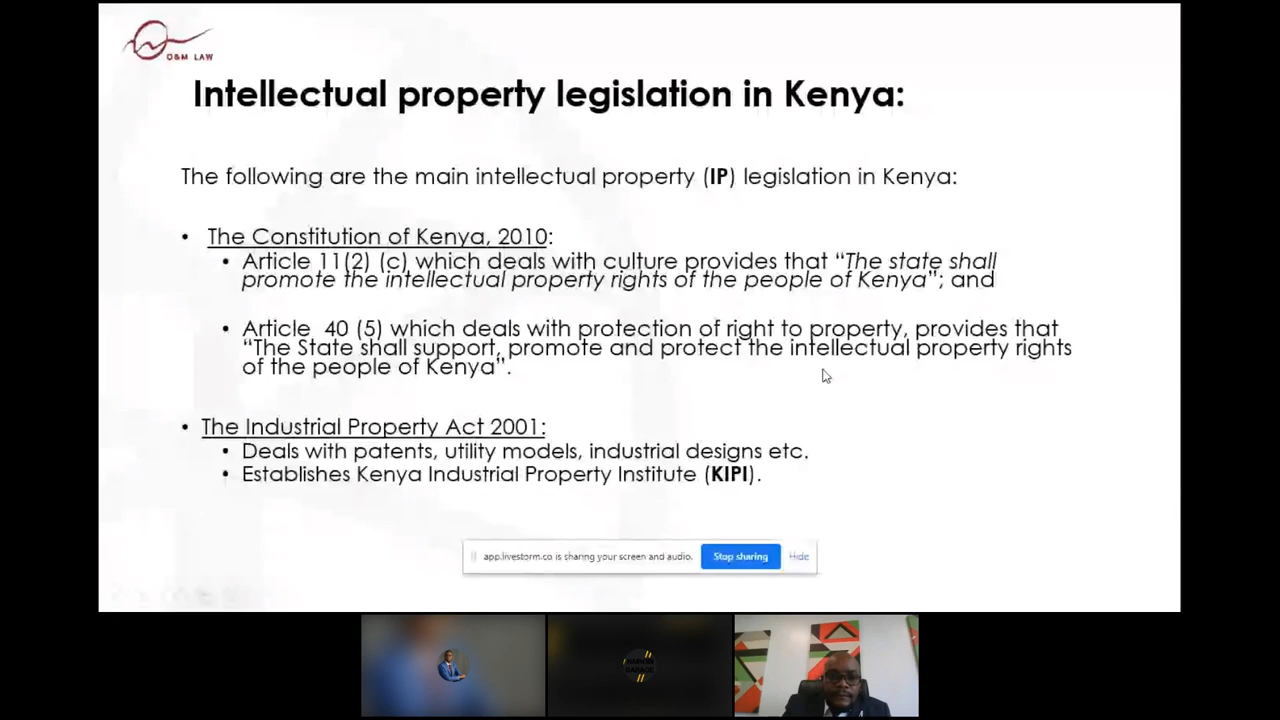 O&M LAW
Intellectual property legislation in Kenya:
The following are the main intellectual property (IP) legislation in Kenya:
• The Constitution of Kenya, 2010:
• Article 11(2) (c) which deals with culture provides that “The state shall
promote the intellectual property rights of the people of Kenya”; and
• Article 40 (5) which deals with protection of right to property, provides that
“The State shall support, promote and protect the intellectual property rights
of the people of Kenya”.
• The Industrial Property Act 2001:
• Deals with patents, utility models, industrial designs etc.
• Establishes Kenya Industrial Property Institute (KIPI).
app.livestorm.co is sharing your screen and audio. Stop sharing Hide